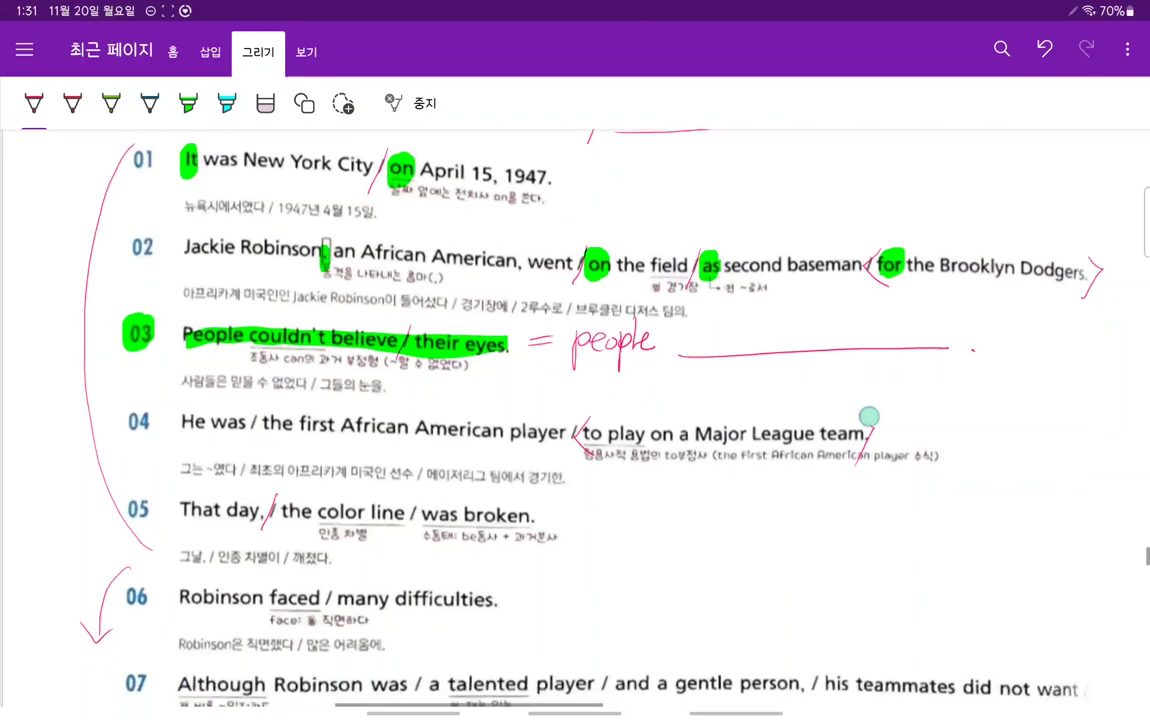 1:31 11월 20일 월요일 70%
최근 페이지 홈 삽입 그리기 보기
중지
01 It was New York City / on April 15, 1947.
날짜 앞에는 전치사 on을 쓴다.
뉴욕시에서였다 / 1947년 4월 15일.
02 Jackie Robinson, an African American, went / on the field / as second baseman / for the Brooklyn Dodgers.
동격을 나타내는 콤마(,) 명 경기장 전 ~로서
아프리카계 미국인인 Jackie Robinson이 들어섰다 / 경기장에 / 2루수로 / 브루클린 다저스 팀의.
03 People couldn't believe / their eyes. = people
조동사 can의 과거 부정형 (~할 수 없었다)
사람들은 믿을 수 없었다 / 그들의 눈을.
04 He was / the first African American player / to play on a Major League team.
형용사적 용법의 to부정사 (the first African American player 수식)
그는 ~였다 / 최초의 아프리카계 미국인 선수 / 메이저리그 팀에서 경기한.
05 That day, / the color line / was broken.
인종 차별 수동태: be동사 + 과거분사
그날, / 인종 차별이 / 깨졌다.
06 Robinson faced / many difficulties.
face: 동 직면하다
Robinson은 직면했다 / 많은 어려움에.
07 Although Robinson was / a talented player / and a gentle person, / his teammates did not want